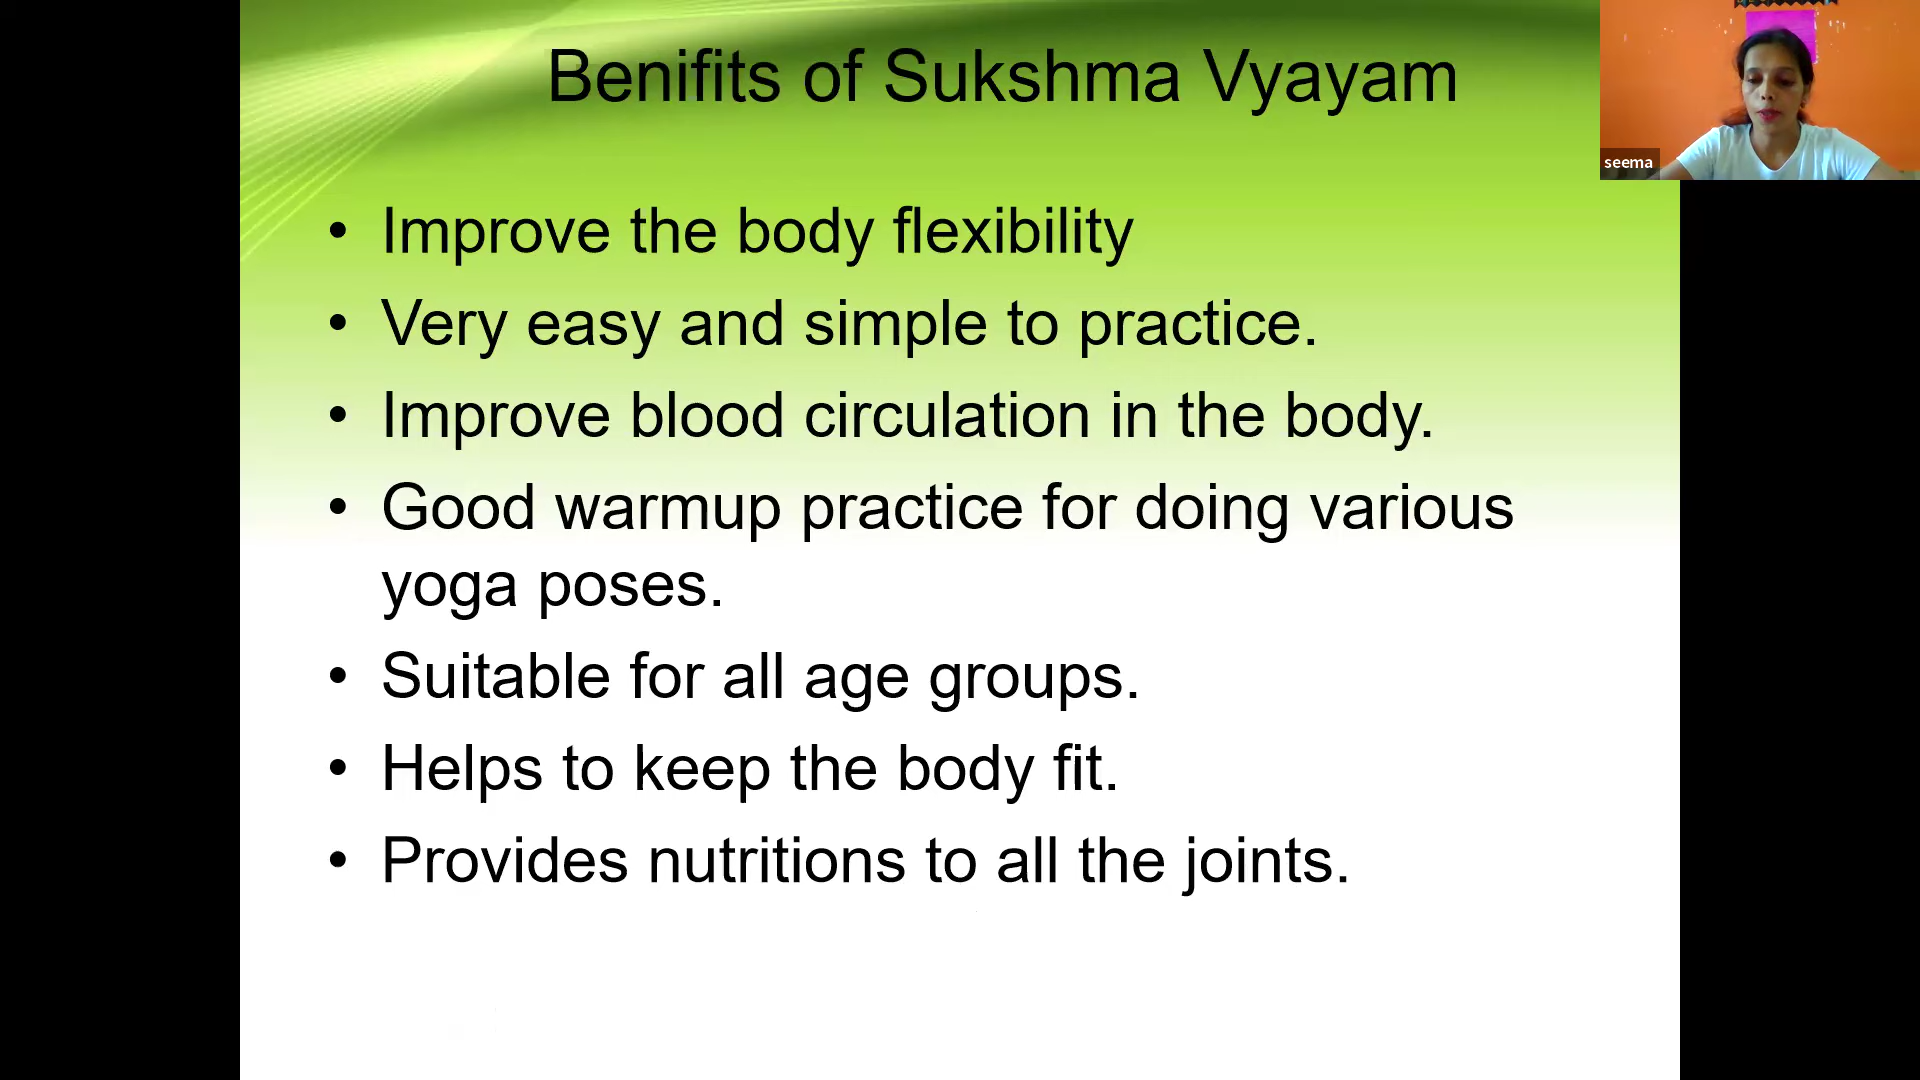 Benifits of Sukshma Vyayam
seema
• Improve the body flexibility
• Very easy and simple to practice.
• Improve blood circulation in the body.
• Good warmup practice for doing various
yoga poses.
• Suitable for all age groups.
• Helps to keep the body fit.
• Provides nutritions to all the joints.